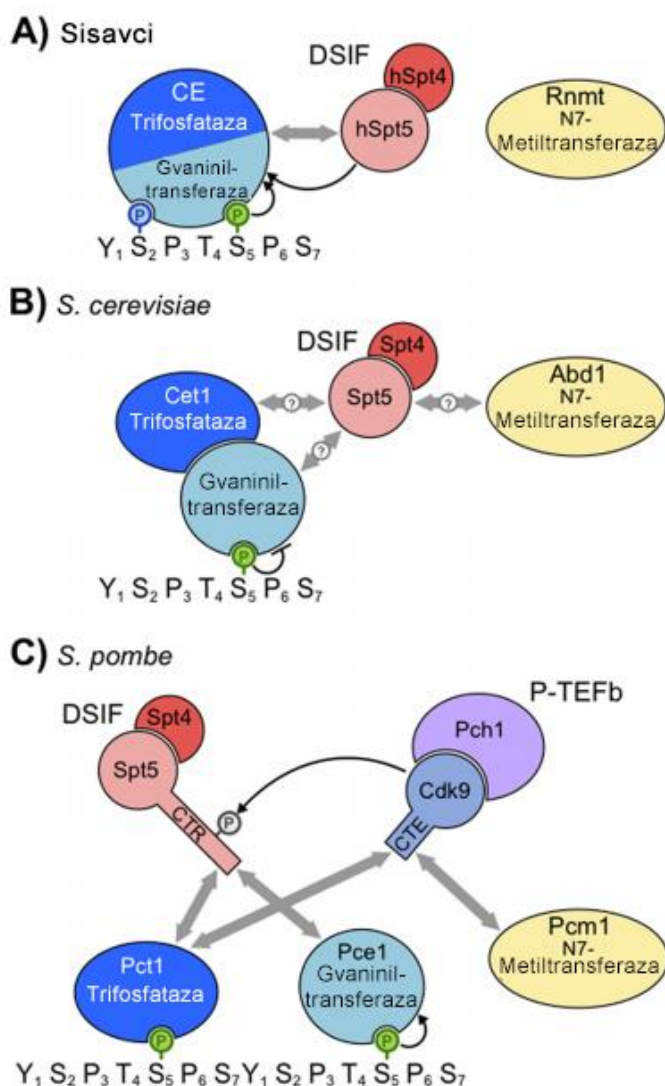 A) Sisavci
DSIF
hSpt4
CE
Trifosfataza
hSpt5
Rnmt
N7-
Metiltransferaza
Gvaninil-
transferaza
P
P
Y₁ S₂ P₃ T₄ S₅ P₆ S₇
B) S. cerevisiae
DSIF
Spt4
Cet1
Trifosfataza
?
Spt5
?
Abd1
N7-
Metiltransferaza
?
Gvaninil-
transferaza
P
Y₁ S₂ P₃ T₄ S₅ P₆ S₇
C) S. pombe
P-TEFb
DSIF
Spt4
Pch1
Spt5
Cdk9
CTR
P
CTE
Pct1
Trifosfataza
Pce1
Gvaninil-
transferaza
Pcm1
N7-
Metiltransferaza
P
P
Y₁ S₂ P₃ T₄ S₅ P₆ S₇
Y₁ S₂ P₃ T₄ S₅ P₆ S₇